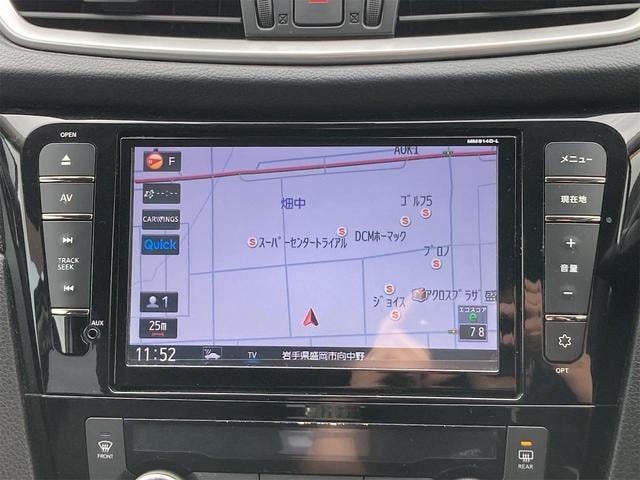 OPEN
AV
TRACK
SEEK
AUX
MM514D-L
メニュー
現在地
+
音量
-
OPT
F
--:--
CARWINGS
Quick
1
25m
11:52
TV
岩手県盛岡市向中野
AOKI
畑中
ゴルフ5
S
S
DCMホーマック
S
スーパーセンタートライアル
ブロノ
S
S
アクロスプラザ盛
ジョイス
S
エコスコア
e
78
FRONT
REAR